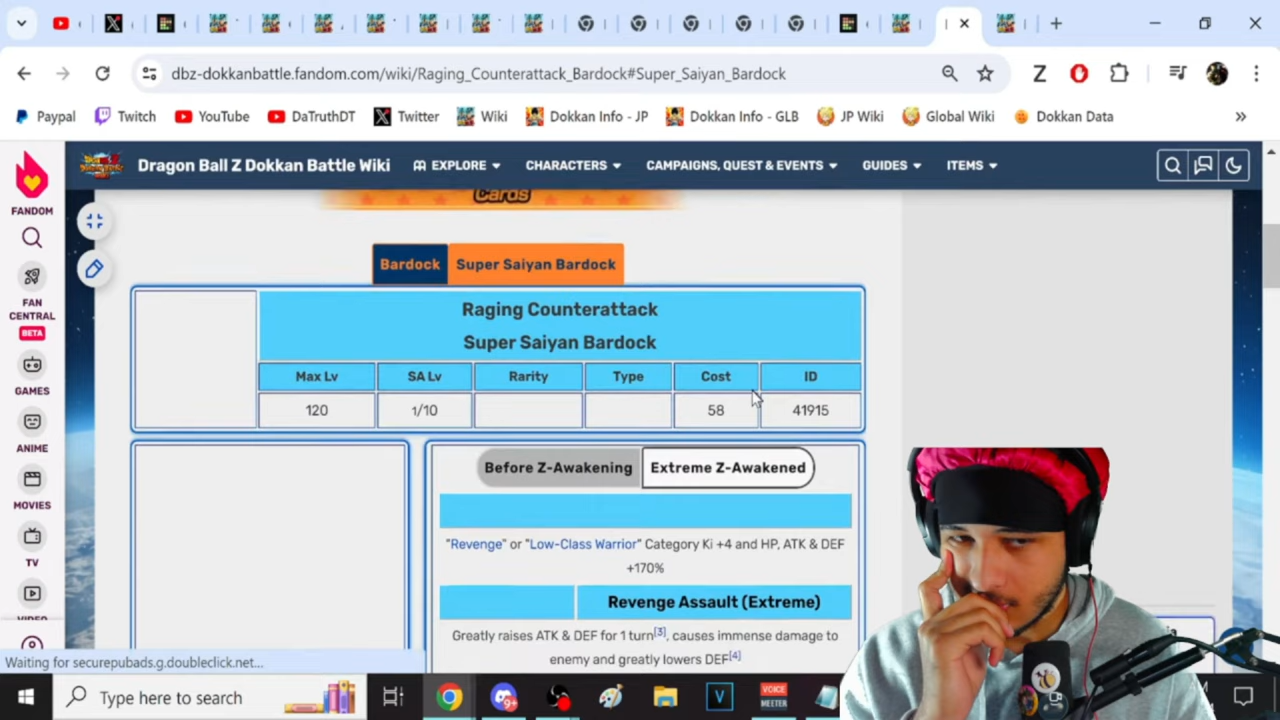 dbz-dokkanbattle.fandom.com/wiki/Raging_Counterattack_Bardock#Super_Saiyan_Bardock
Paypal
Twitch
YouTube
DaTruthDT
Twitter
Wiki
Dokkan Info - JP
Dokkan Info - GLB
JP Wiki
Global Wiki
Dokkan Data
FANDOM
Dragon Ball Z Dokkan Battle Wiki
EXPLORE
CHARACTERS
CAMPAIGNS, QUEST & EVENTS
GUIDES
ITEMS
FAN
CENTRAL
BETA
GAMES
ANIME
MOVIES
TV
VIDEO
Cards
Bardock
Super Saiyan Bardock
Raging Counterattack
Super Saiyan Bardock
Max Lv SA Lv Rarity Type Cost ID
120 1/10 58 41915
Before Z-Awakening
Extreme Z-Awakened
"Revenge" or "Low-Class Warrior" Category Ki +4 and HP, ATK & DEF
+170%
Revenge Assault (Extreme)
Greatly raises ATK & DEF for 1 turn[3], causes immense damage to
enemy and greatly lowers DEF[4]
Waiting for securepubads.g.doubleclick.net...
Type here to search
9+
V
VOICE
MEETER